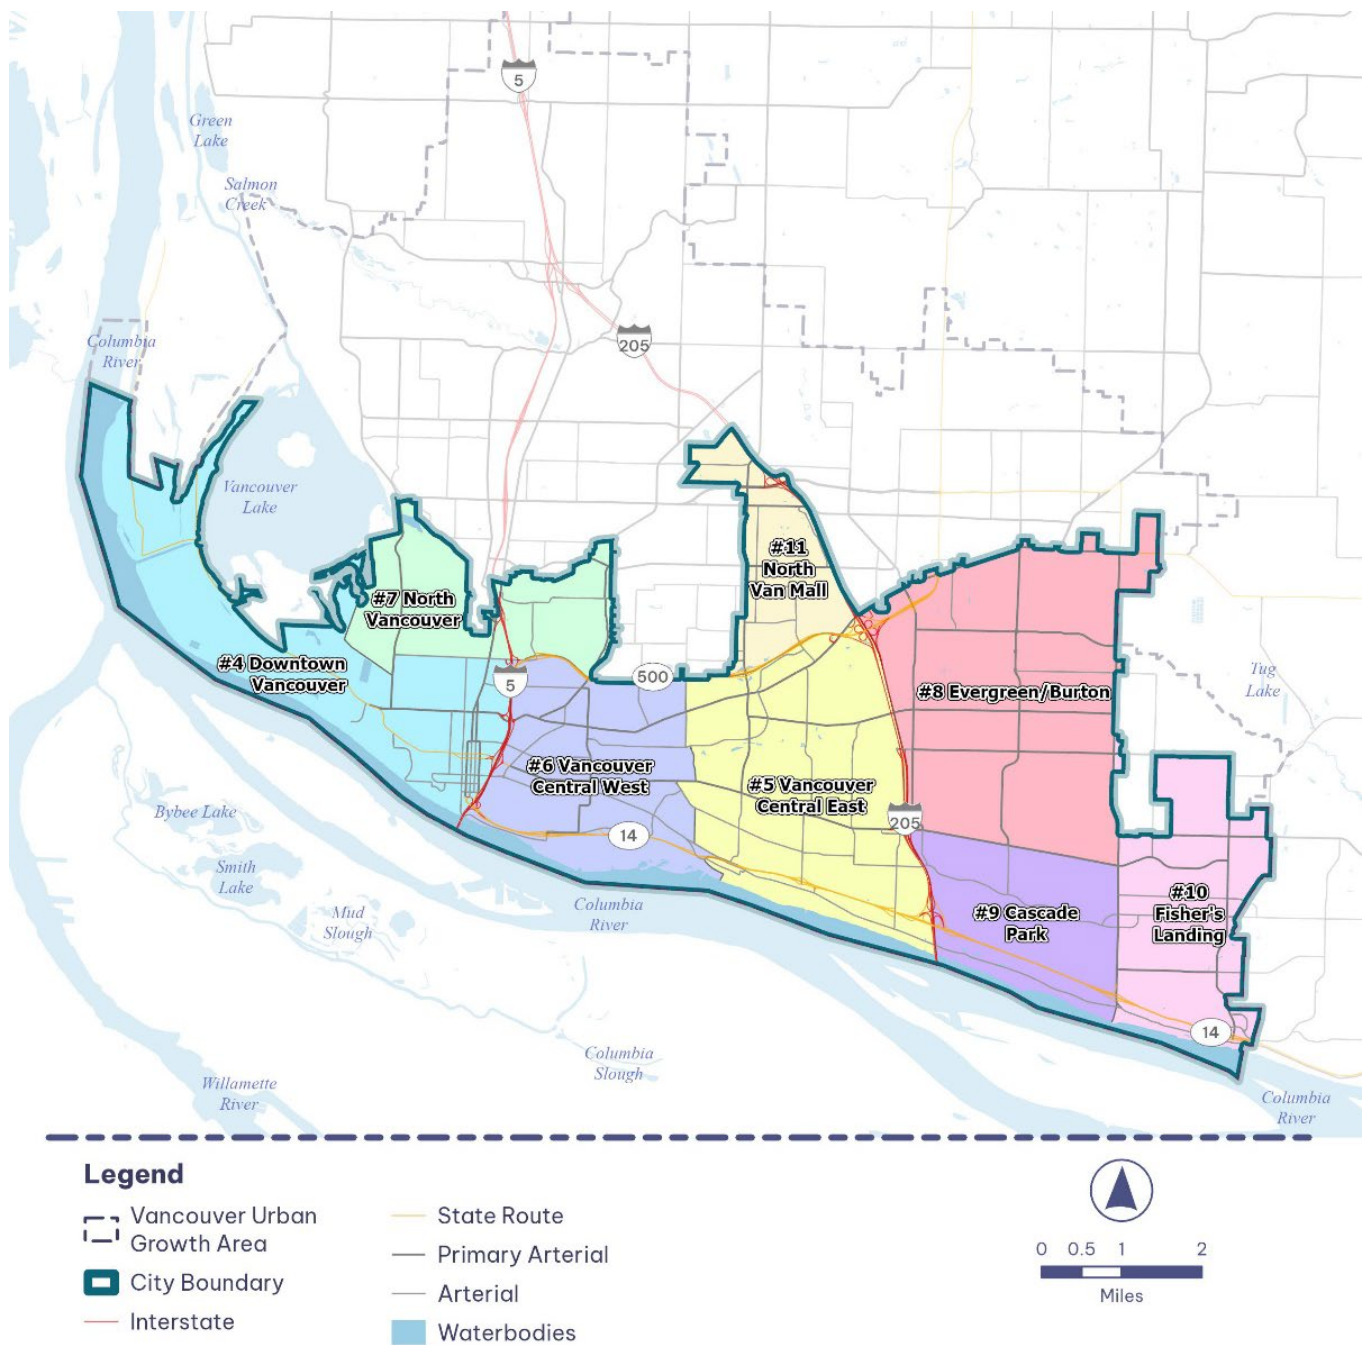 5
Green
Lake
Salmon
Creek
Columbia
River
205
Vancouver
Lake
#11
North
Van Mall
#7 North
Vancouver
#4 Downtown
Vancouver
500
5
#8 Evergreen/Burton
Tug
Lake
#6 Vancouver
Central West
#5 Vancouver
Central East
Bybee Lake
14
205
Smith
Lake
Mud
Slough
Columbia
River
#9 Cascade
Park
#10
Fisher's
Landing
14
Columbia
Slough
Willamette
River
Columbia
River
Legend
Vancouver Urban
Growth Area
City Boundary
Interstate
State Route
Primary Arterial
Arterial
Waterbodies
0 0.5 1 2
Miles